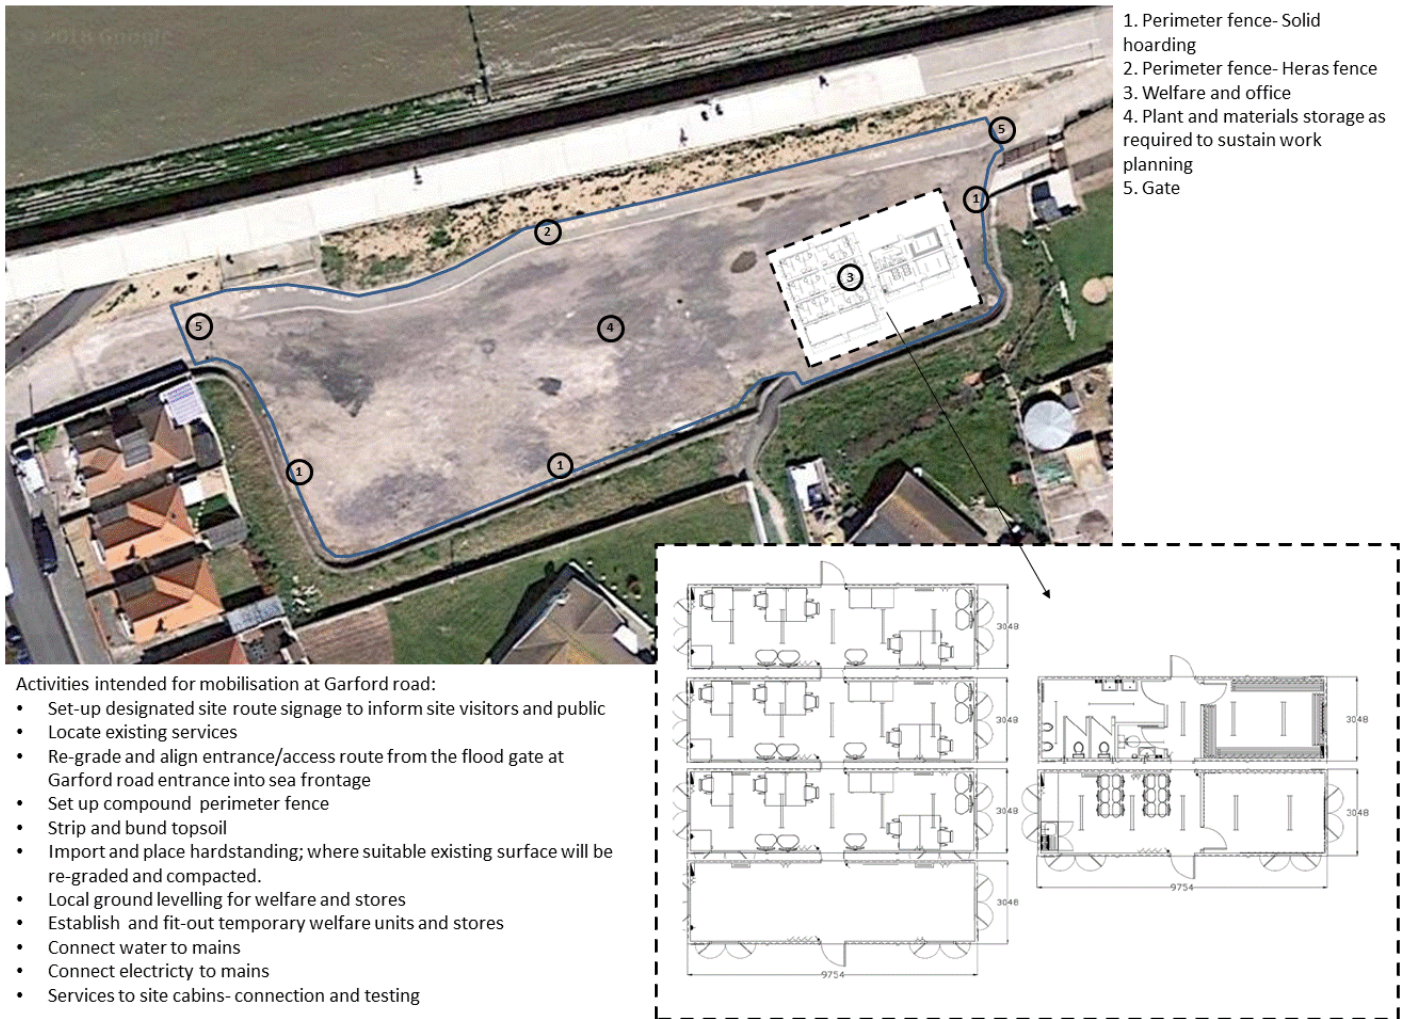 © 2018 Google
1. Perimeter fence- Solid
hoarding
2. Perimeter fence- Heras fence
3. Welfare and office
4. Plant and materials storage as
required to sustain work
planning
5. Gate
5
1
2
3
5
4
1
1
Activities intended for mobilisation at Garford road:
• Set-up designated site route signage to inform site visitors and public
• Locate existing services
• Re-grade and align entrance/access route from the flood gate at
Garford road entrance into sea frontage
• Set up compound perimeter fence
• Strip and bund topsoil
• Import and place hardstanding; where suitable existing surface will be
re-graded and compacted.
• Local ground levelling for welfare and stores
• Establish and fit-out temporary welfare units and stores
• Connect water to mains
• Connect electricty to mains
• Services to site cabins- connection and testing
3048
3048
3048
3048
9754
3048
3048
9754